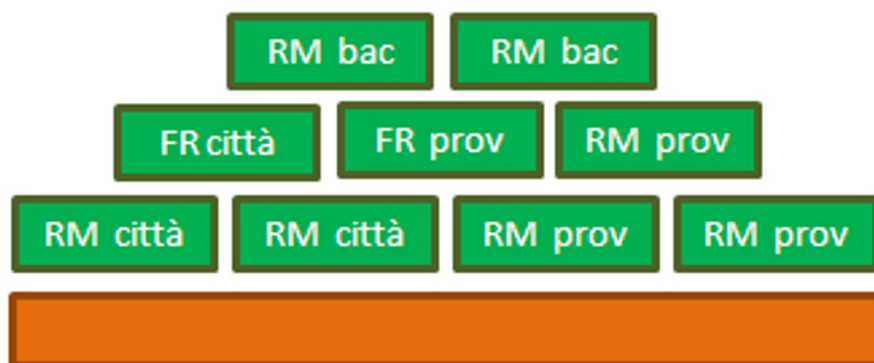 RM bac RM bac
FR città FR prov RM prov
RM città RM città RM prov RM prov